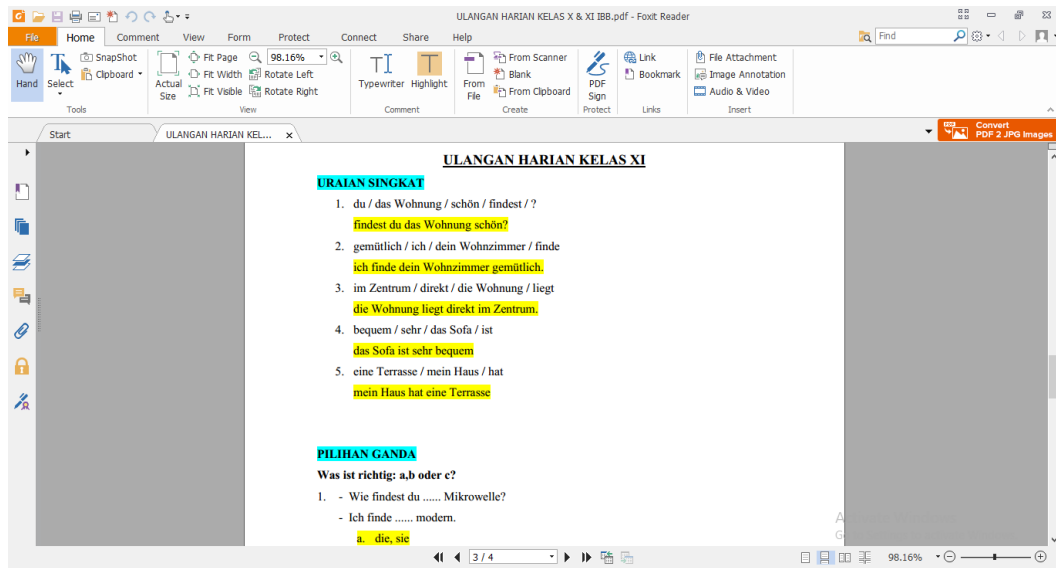 ULANGAN HARIAN KELAS X & XI IBB.pdf - Foxit Reader
File Home Comment View Form Protect Connect Share Help Find
Hand
Select
SnapShot
Clipboard
Tools
Actual Size
Fit Page
Fit Width
Fit Visible
98.16%
Rotate Left
Rotate Right
View
Typewriter
Highlight
Comment
From File
From Scanner
Blank
From Clipboard
Create
PDF Sign
Protect
Link
Bookmark
Links
File Attachment
Image Annotation
Audio & Video
Insert
Start
ULANGAN HARIAN KEL...
Convert
PDF 2 JPG Images
ULANGAN HARIAN KELAS XI
URAIAN SINGKAT
1. du / das Wohnung / schön / findest / ?
findest du das Wohnung schön?
2. gemütlich / ich / dein Wohnzimmer / finde
ich finde dein Wohnzimmer gemütlich.
3. im Zentrum / direkt / die Wohnung / liegt
die Wohnung liegt direkt im Zentrum.
4. bequem / sehr / das Sofa / ist
das Sofa ist sehr bequem
5. eine Terrasse / mein Haus / hat
mein Haus hat eine Terrasse
PILIHAN GANDA
Was ist richtig: a,b oder c?
1. - Wie findest du ...... Mikrowelle?
- Ich finde ...... modern.
a. die, sie
3 / 4
98.16%